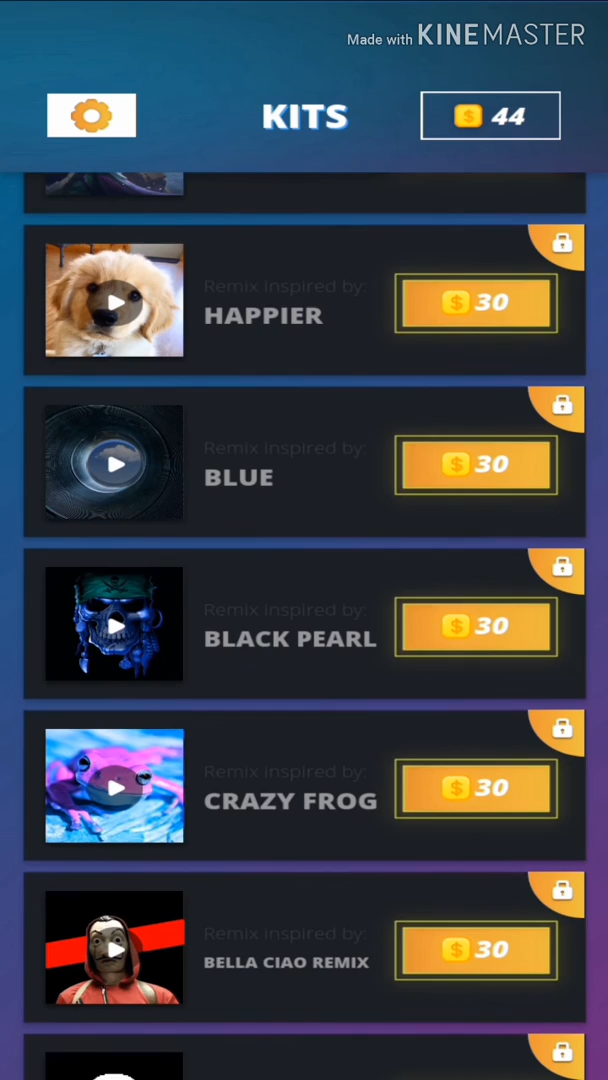 Made with KINEMASTER
KITS
44
Remix inspired by:
HAPPIER
30
Remix inspired by:
BLUE
30
Remix inspired by:
BLACK PEARL
30
Remix inspired by:
CRAZY FROG
30
Remix inspired by:
BELLA CIAO REMIX
30